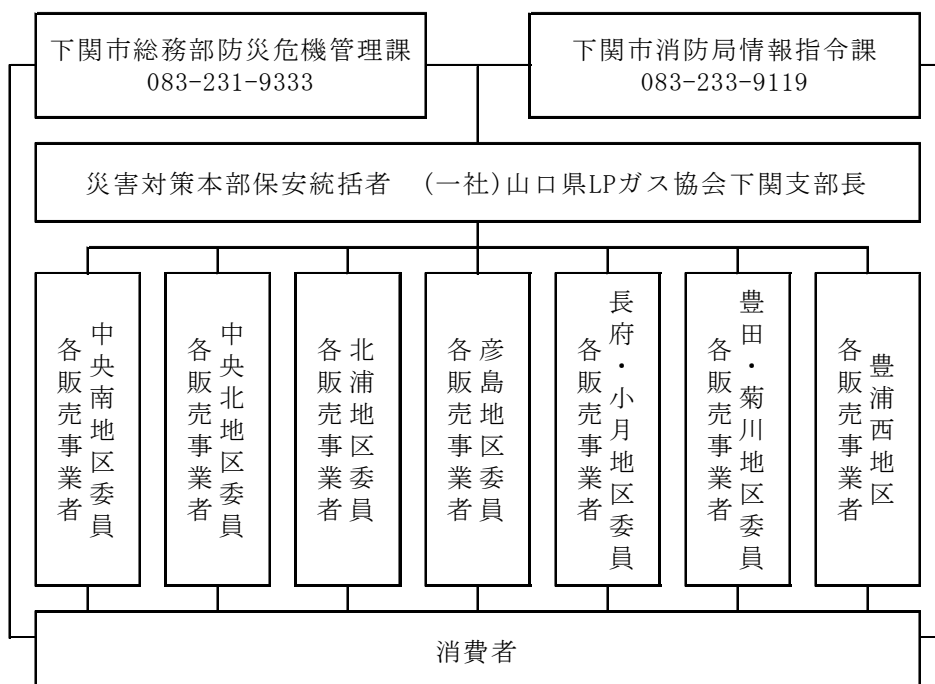 下関市総務部防災危機管理課
083-231-9333
下関市消防局情報指令課
083-233-9119
災害対策本部保安統括者　(一社)山口県LPガス協会下関支部長
中央南地区委員
各販売事業者
中央北地区委員
各販売事業者
北浦地区委員
各販売事業者
彦島地区委員
各販売事業者
長府・小月地区委員
各販売事業者
豊田・菊川地区委員
各販売事業者
豊浦西地区
各販売事業者
消費者